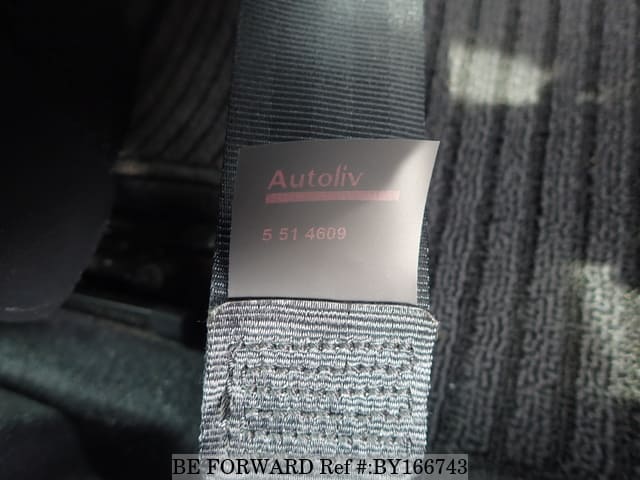 Autoliv
5 51 4609
BE FORWARD Ref #:BY166743